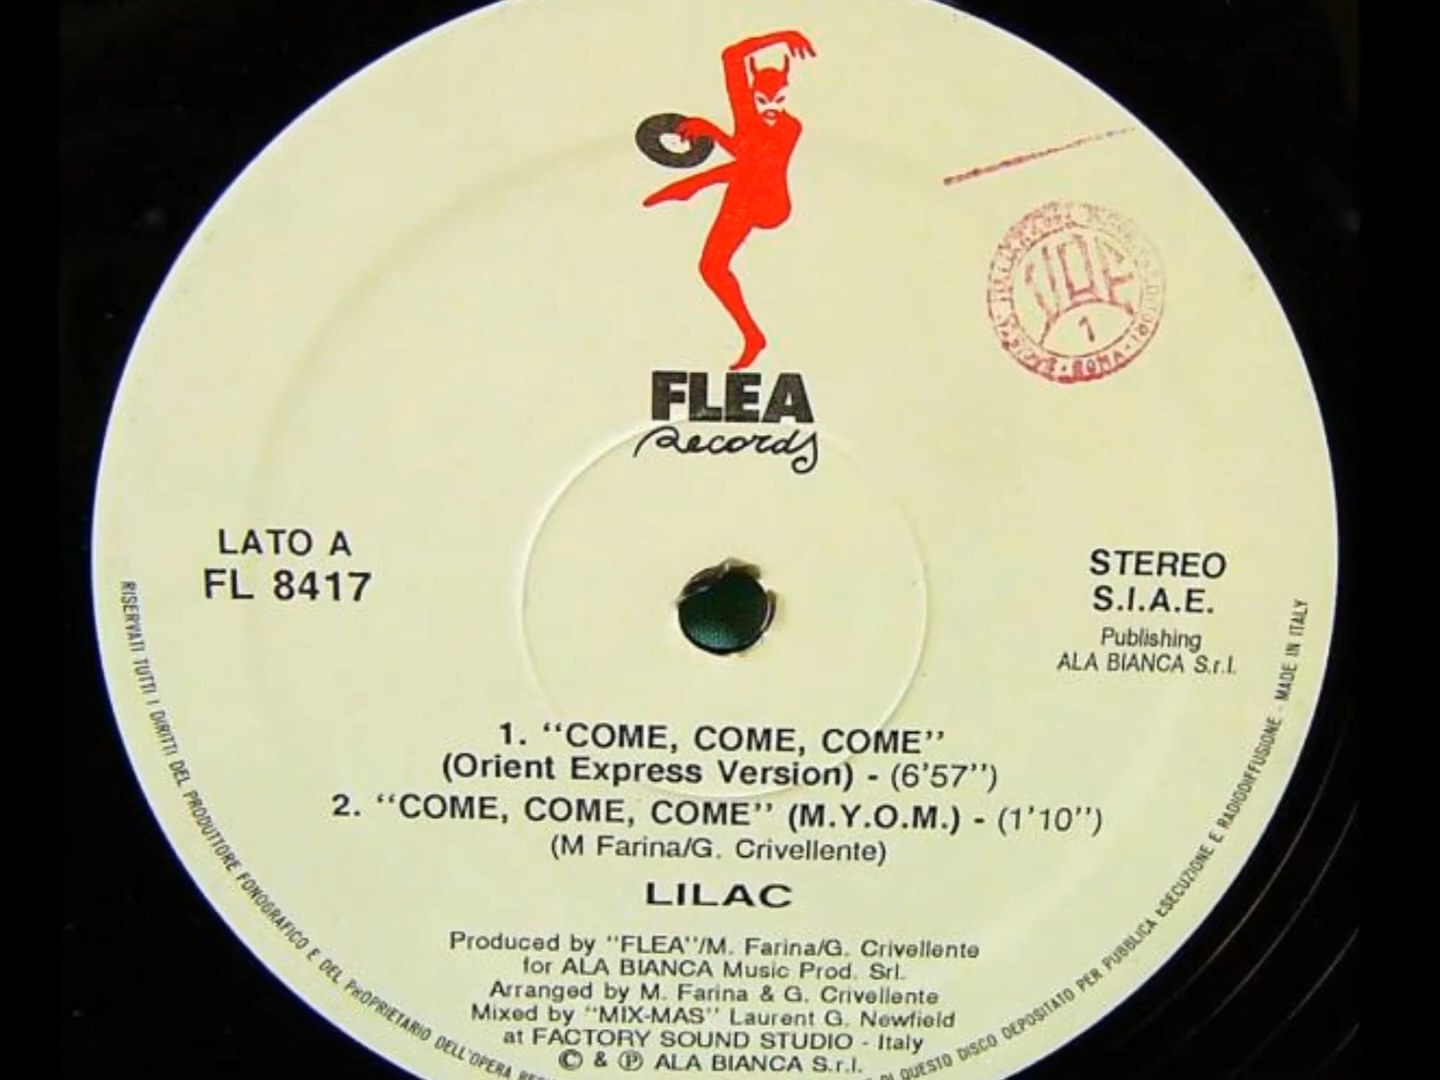 FLEA
Records
LATO A
FL 8417
STEREO
S.I.A.E.
Publishing
ALA BIANCA S.r.l.
1. "COME, COME, COME"
(Orient Express Version) - (6'57")
2. "COME, COME, COME" (M.Y.O.M.) - (1'10")
(M Farina/G. Crivellente)
LILAC
Produced by "FLEA"/M. Farina/G. Crivellente
for ALA BIANCA Music Prod. Srl.
Arranged by M. Farina & G. Crivellente
Mixed by "MIX-MAS" Laurent G. Newfield
at FACTORY SOUND STUDIO - Italy
© & ℗ ALA BIANCA S.r.l.
RISERVATI TUTTI I DIRITTI DEL PRODUTTORE FONOGRAFICO E DEL PROPRIETARIO DELL'OPERA
DI QUESTO DISCO DEPOSITATO PER PUBBLICA ESECUZIONE E RADIODIFFUSIONE - MADE IN ITALY
1
ROMA